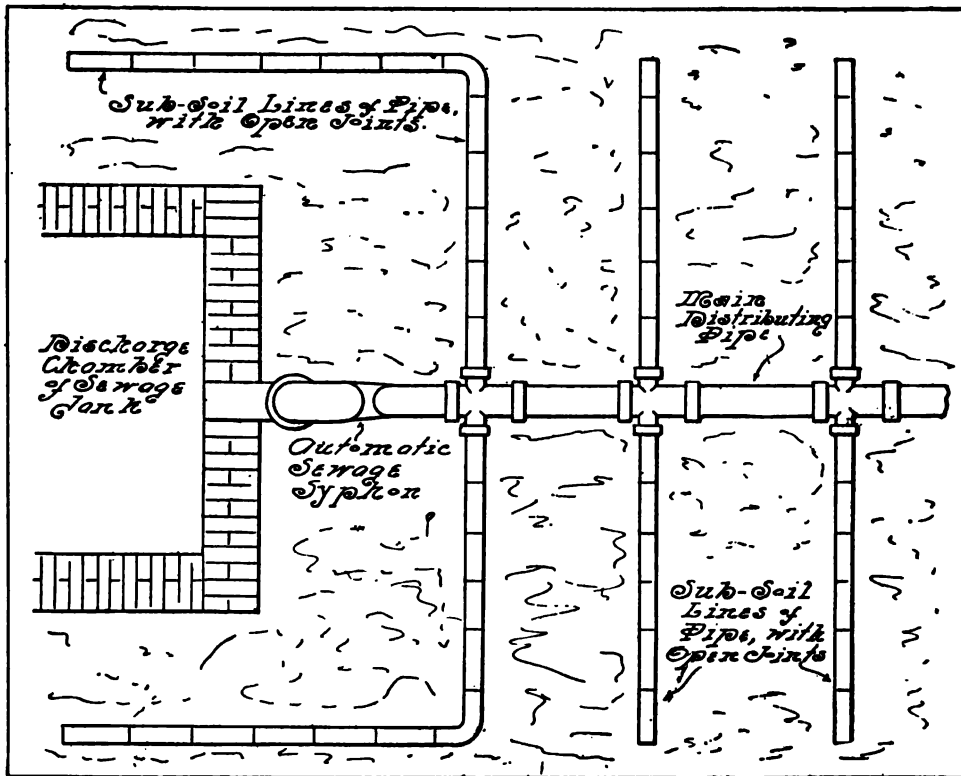 Sub-Soil Lines of Pipe,
with Open Joints.
Main
Distributing
Pipe
Discharge
Chamber
of Sewage
Tank
Automatic
Sewage
Syphon
Sub-Soil
Lines of
Pipe, with
Open Joints